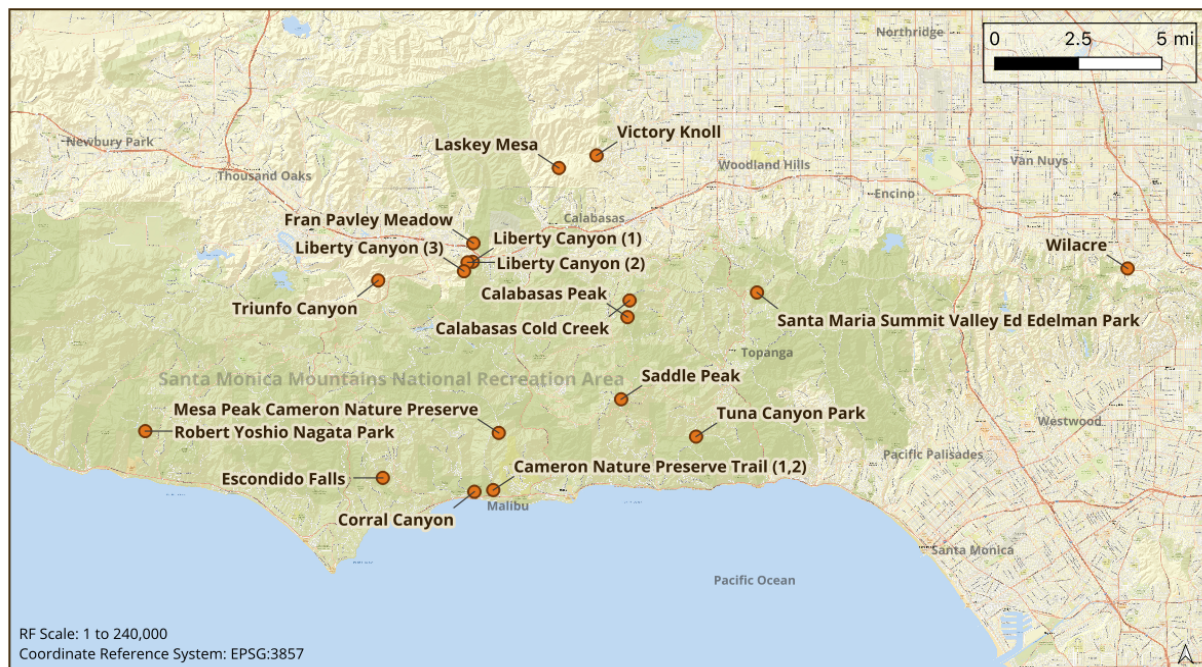 Northridge
0 2.5 5 mi
Newbury Park
Victory Knoll
Laskey Mesa
Woodland Hills
Van Nuys
Thousand Oaks
Encino
Fran Pavley Meadow
Calabasas
Liberty Canyon (1)
Liberty Canyon (3)
Wilacre
Liberty Canyon (2)
Calabasas Peak
Triunfo Canyon
Santa Maria Summit Valley Ed Edelman Park
Calabasas Cold Creek
Topanga
Santa Monica Mountains National Recreation Area
Saddle Peak
Mesa Peak Cameron Nature Preserve
Tuna Canyon Park
Westwood
Robert Yoshio Nagata Park
Pacific Palisades
Cameron Nature Preserve Trail (1,2)
Escondido Falls
Malibu
Corral Canyon
Santa Monica
Pacific Ocean
RF Scale: 1 to 240,000
Coordinate Reference System: EPSG:3857